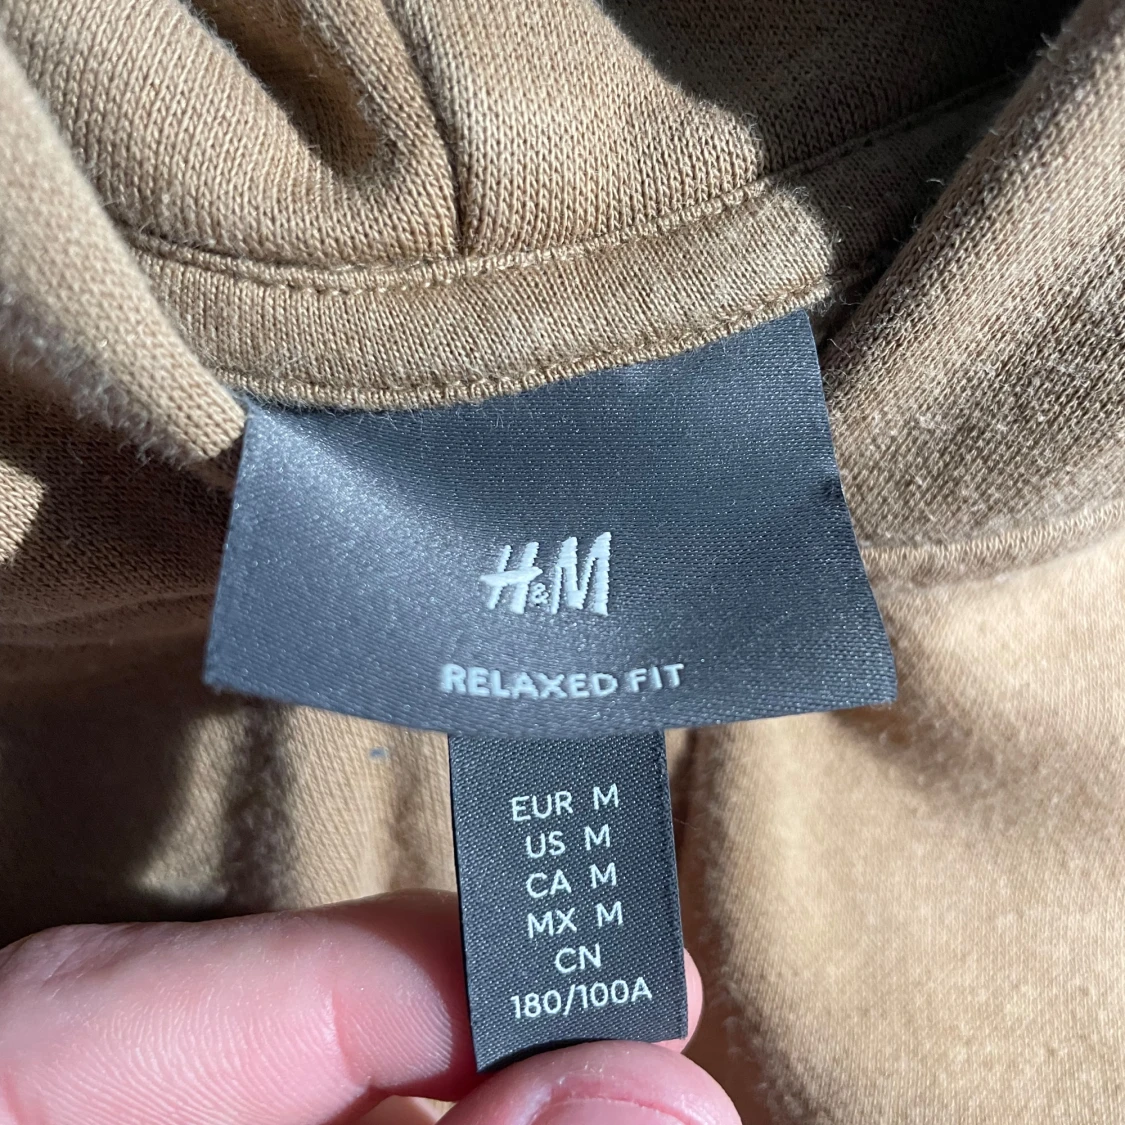 H&M
RELAXED FIT
EUR M
US M
CA M
MX M
CN
180/100A